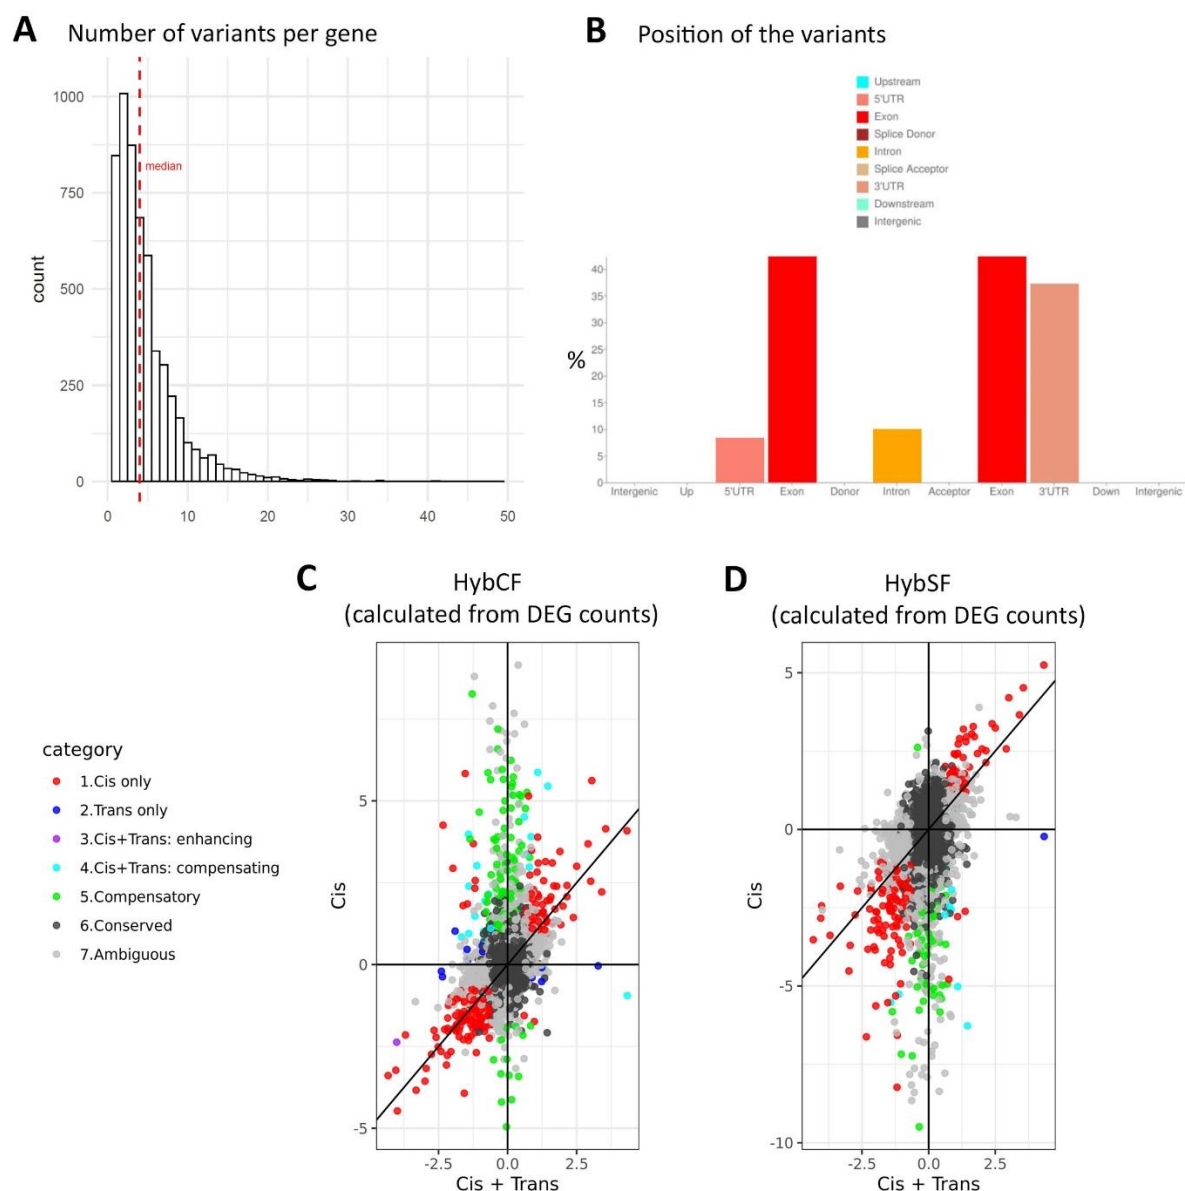 A Number of variants per gene
count
1000
750
500
250
0
median
0 10 20 30 40 50
B Position of the variants
Upstream
5'UTR
Exon
Splice Donor
Intron
Splice Acceptor
3'UTR
Downstream
Intergenic
%
40
35
30
25
20
15
10
5
0
Intergenic Up 5'UTR Exon Donor Intron Acceptor Exon 3'UTR Down Intergenic
category
1.Cis only
2.Trans only
3.Cis+Trans: enhancing
4.Cis+Trans: compensating
5.Compensatory
6.Conserved
7.Ambiguous
C HybCF
(calculated from DEG counts)
Cis
5
0
-5
-2.5 0.0 2.5
Cis + Trans
D HybSF
(calculated from DEG counts)
Cis
5
0
-5
-10
-2.5 0.0 2.5
Cis + Trans